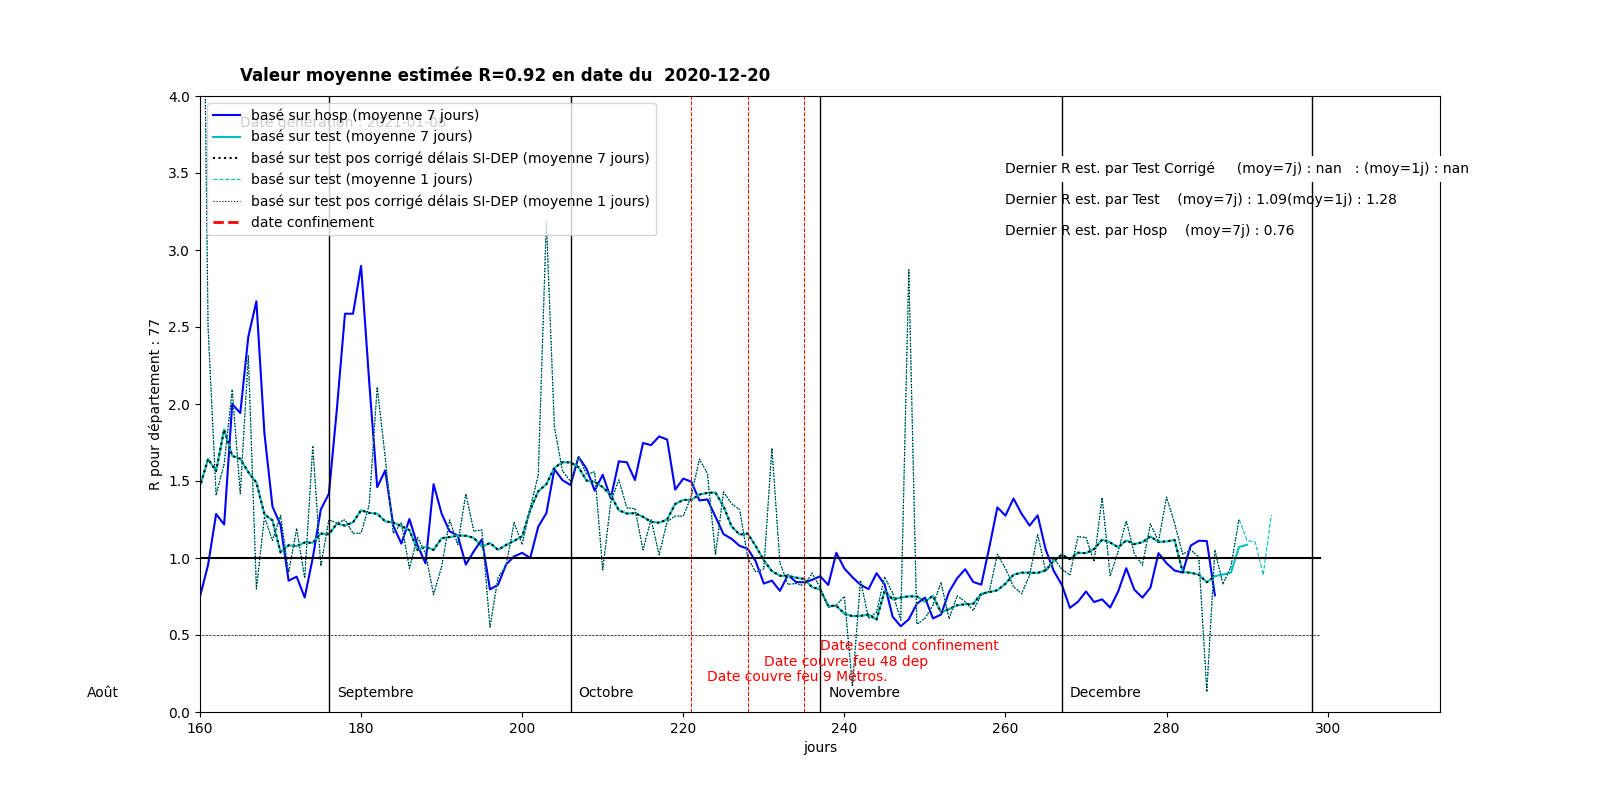 Valeur moyenne estimée R=0.92 en date du  2020-12-20
Date génération : 2021-01-05
basé sur hosp (moyenne 7 jours)
basé sur test (moyenne 7 jours)
basé sur test pos corrigé délais SI-DEP (moyenne 7 jours)
basé sur test (moyenne 1 jours)
basé sur test pos corrigé délais SI-DEP (moyenne 1 jours)
date confinement
Dernier R est. par Test Corrigé     (moy=7j) : nan   : (moy=1j) : nan
Dernier R est. par Test    (moy=7j) : 1.09(moy=1j) : 1.28
Dernier R est. par Hosp    (moy=7j) : 0.76
4.0
3.5
3.0
2.5
2.0
1.5
1.0
0.5
0.0
R pour département : 77
Date second confinement
Date couvre feu 48 dep
Date couvre feu 9 Métros.
Août
Septembre
Octobre
Novembre
Decembre
160
180
200
220
240
260
280
300
jours